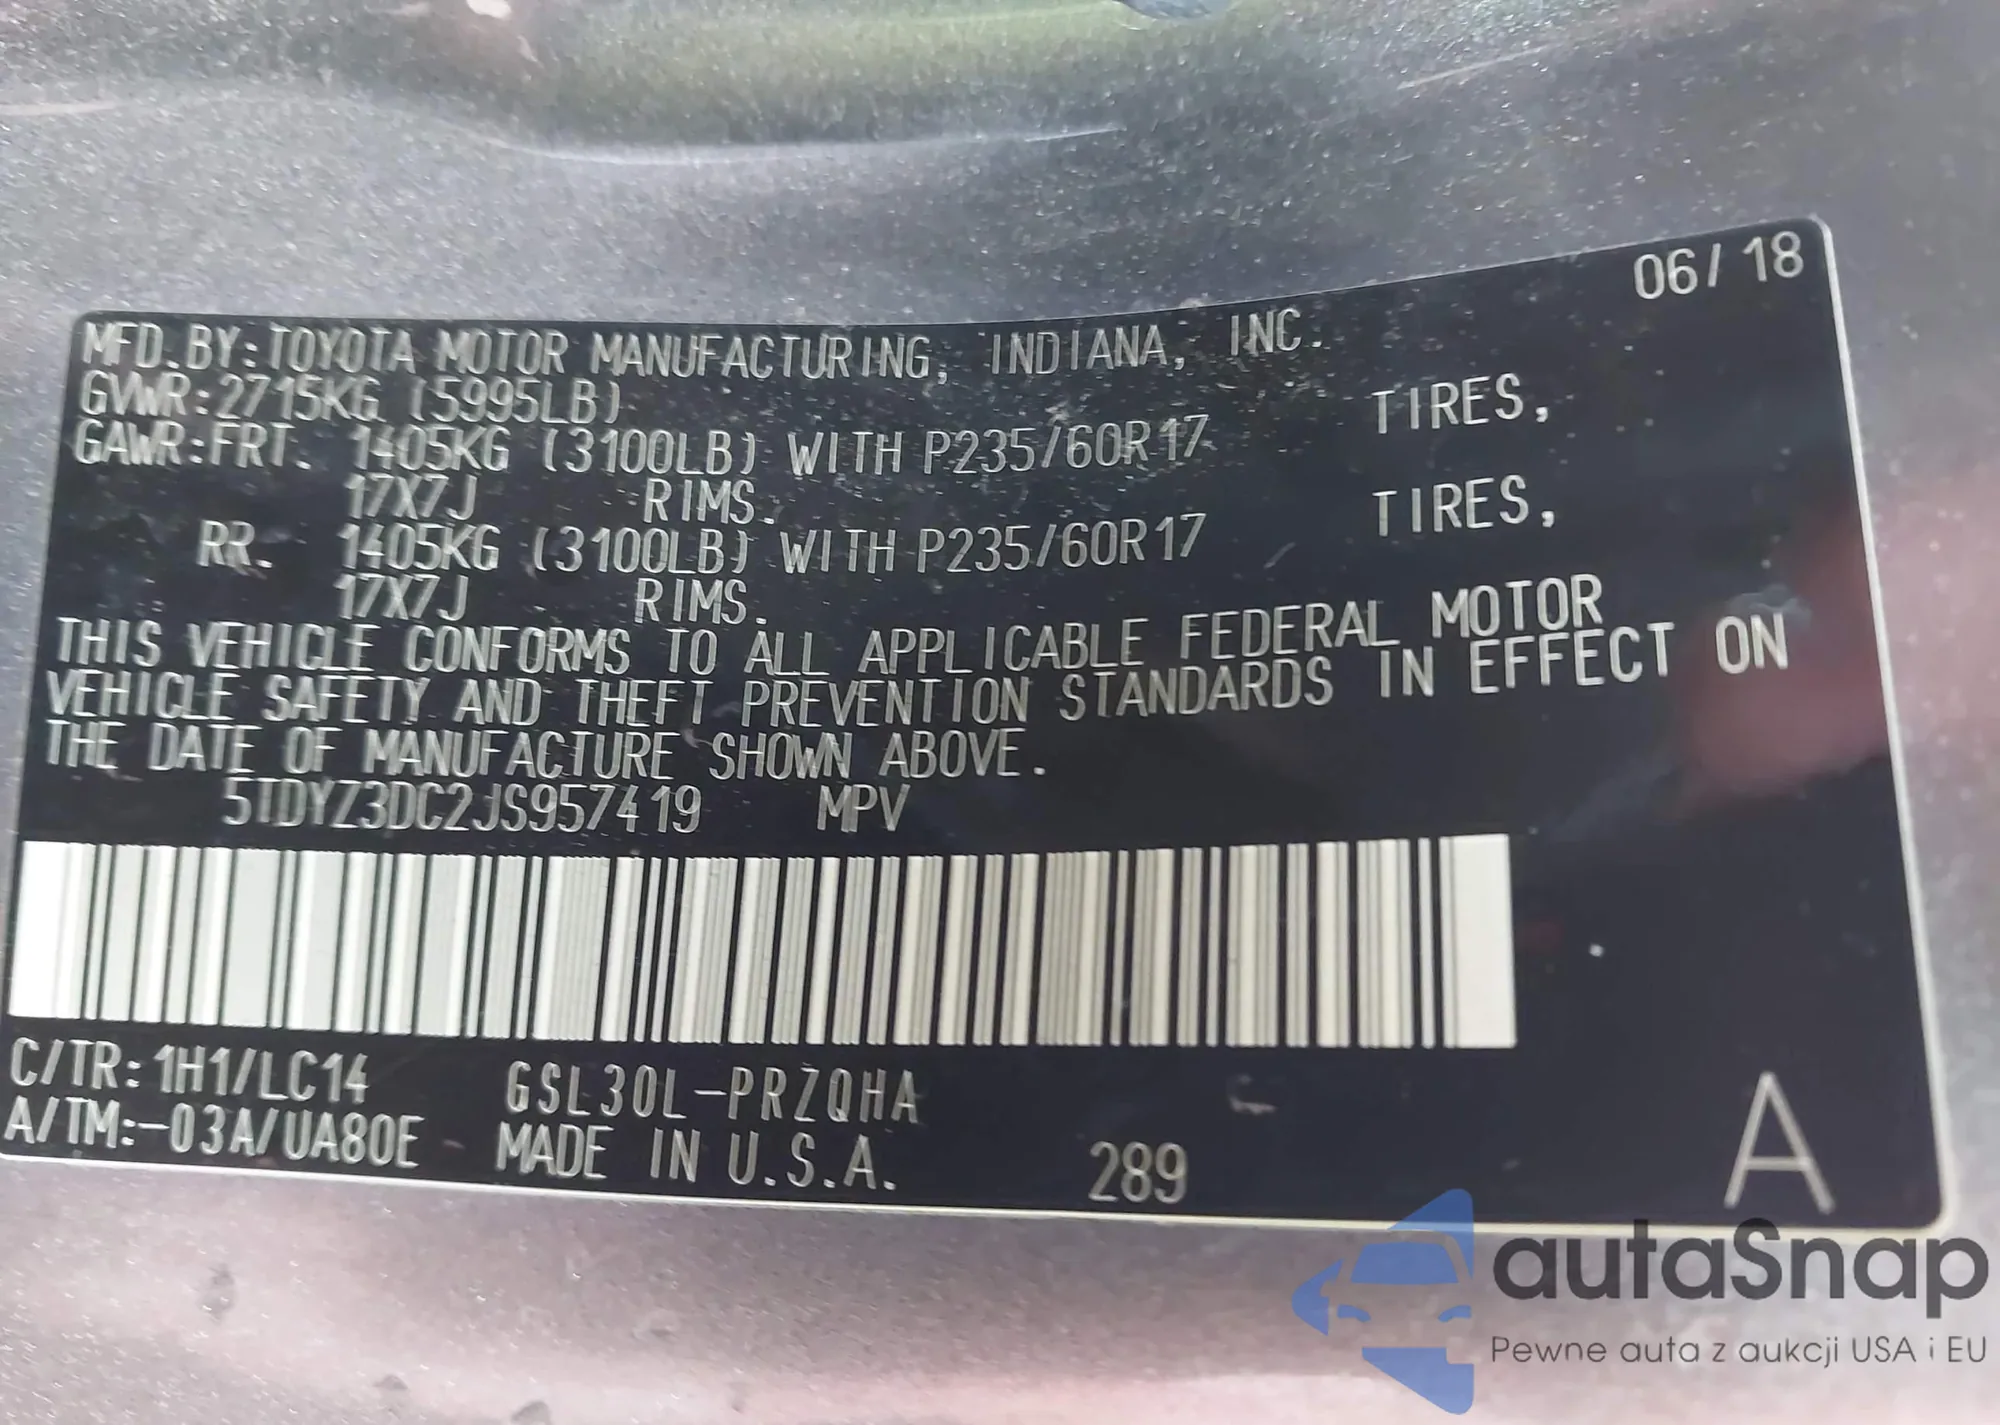 06/18
MFD.BY:TOYOTA MOTOR MANUFACTURING, INDIANA, INC.
GVWR:2715KG (5995LB)
GAWR:FRT. 1405KG (3100LB) WITH P235/60R17 TIRES,
17X7J RIMS.
RR. 1405KG (3100LB) WITH P235/60R17 TIRES,
17X7J RIMS.
THIS VEHICLE CONFORMS TO ALL APPLICABLE FEDERAL MOTOR
VEHICLE SAFETY AND THEFT PREVENTION STANDARDS IN EFFECT ON
THE DATE OF MANUFACTURE SHOWN ABOVE.
5TDYZ3DC2JS957419 MPV
C/TR:1H1/LC14 GSL30L-PRZQHA
A/TM:-03A/UA80E MADE IN U.S.A. 289 A
autaSnap
Pewne auta z aukcji USA i EU